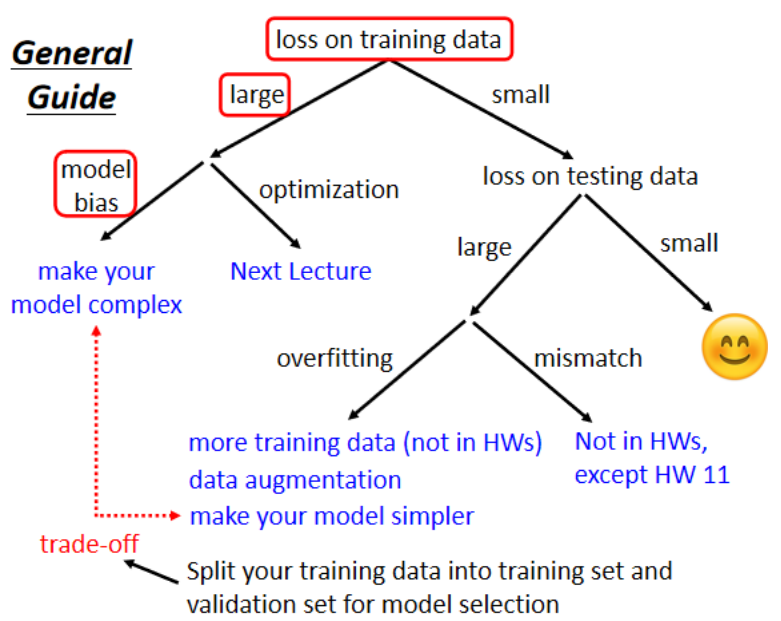 General
Guide
loss on training data
large
small
model
bias
optimization
loss on testing data
make your
model complex
Next Lecture
large
small
overfitting
mismatch
more training data (not in HWs)
data augmentation
make your model simpler
Not in HWs,
except HW 11
trade-off
Split your training data into training set and
validation set for model selection